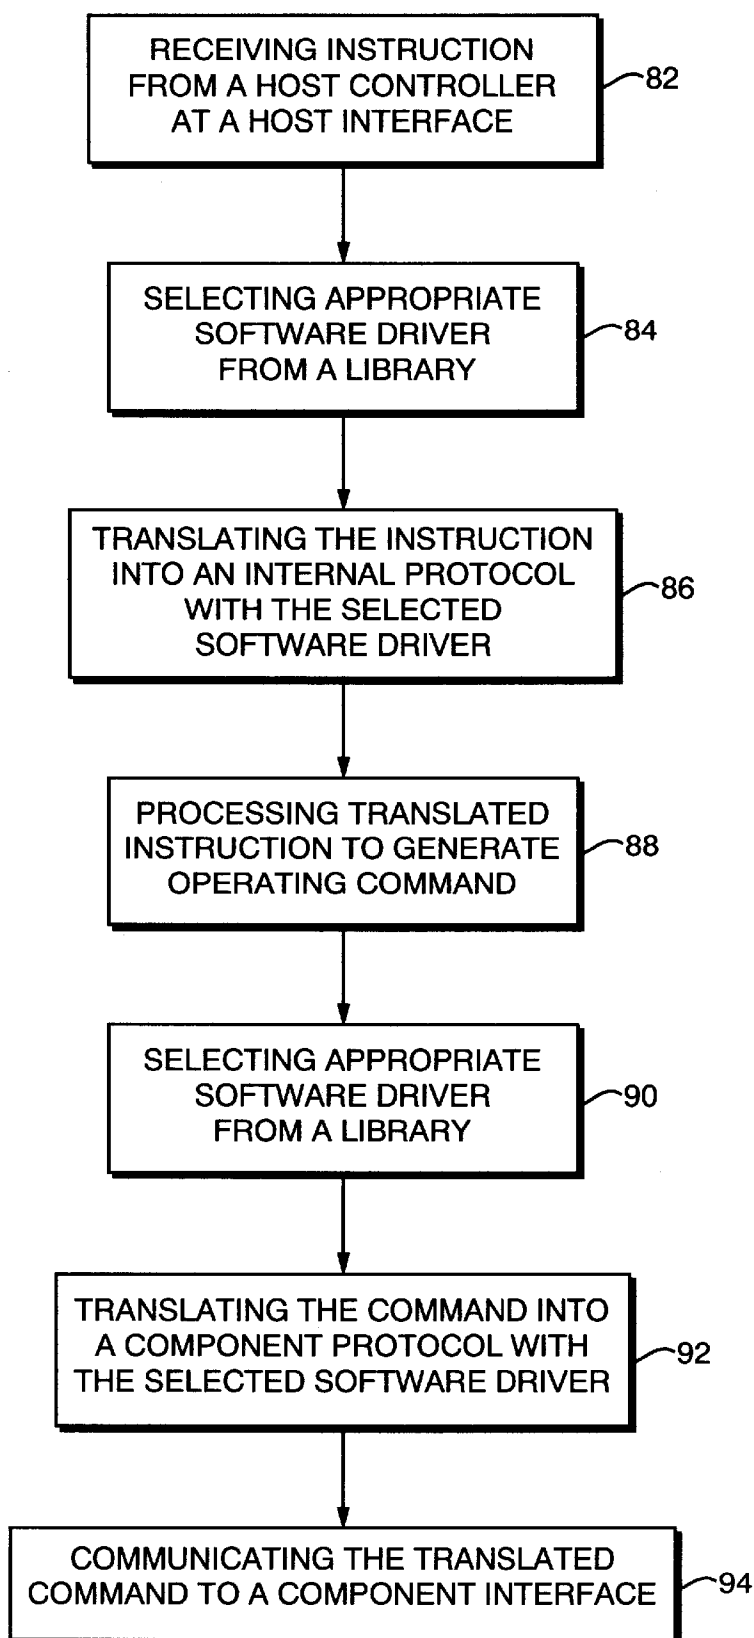 RECEIVING INSTRUCTION
FROM A HOST CONTROLLER
AT A HOST INTERFACE
82
SELECTING APPROPRIATE
SOFTWARE DRIVER
FROM A LIBRARY
84
TRANSLATING THE INSTRUCTION
INTO AN INTERNAL PROTOCOL
WITH THE SELECTED
SOFTWARE DRIVER
86
PROCESSING TRANSLATED
INSTRUCTION TO GENERATE
OPERATING COMMAND
88
SELECTING APPROPRIATE
SOFTWARE DRIVER
FROM A LIBRARY
90
TRANSLATING THE COMMAND INTO
A COMPONENT PROTOCOL WITH
THE SELECTED SOFTWARE DRIVER
92
COMMUNICATING THE TRANSLATED
COMMAND TO A COMPONENT INTERFACE
94